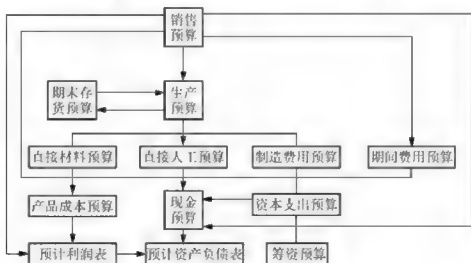 销售
预算
期末存
货预算
生产
预算
直接材料预算
直接人工预算
制造费用预算
期间费用预算
产品成本预算
现金
预算
资本支出预算
预计利润表
预计资产负债表
筹资预算